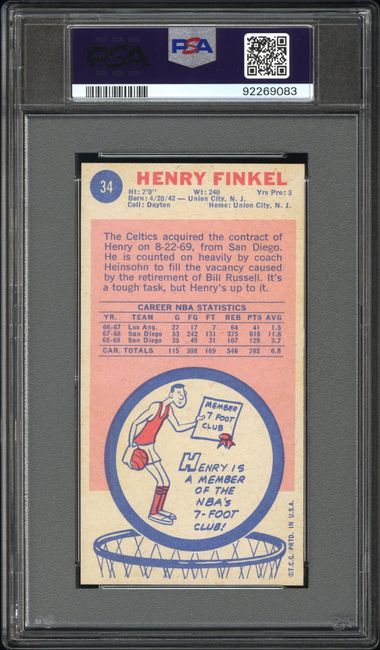 PSA
PSA
92269083
34
HENRY FINKEL
Ht: 7'0" Wt: 240 Yrs Pro: 3
Born: 4/20/42 — Union City, N. J.
Coll: Dayton Home: Union City, N. J.
The Celtics acquired the contract of
Henry on 8-22-69, from San Diego.
He is counted on heavily by coach
Heinsohn to fill the vacancy caused
by the retirement of Bill Russell. It's
a tough task, but Henry's up to it.
CAREER NBA STATISTICS
YR. TEAM G FG FT REB PTS AVG
66-67 Los Ang. 27 17 7 64 41 1.5
67-68 San Diego 53 242 131 375 615 11.6
68-69 San Diego 35 49 31 107 129 3.7
CAR. TOTALS 115 308 169 546 785 6.8
MEMBER
7 FOOT
CLUB
HENRY IS
A MEMBER
OF THE
NBA'S
7-FOOT
CLUB!
©T.C.G. PRTD. IN U.S.A.